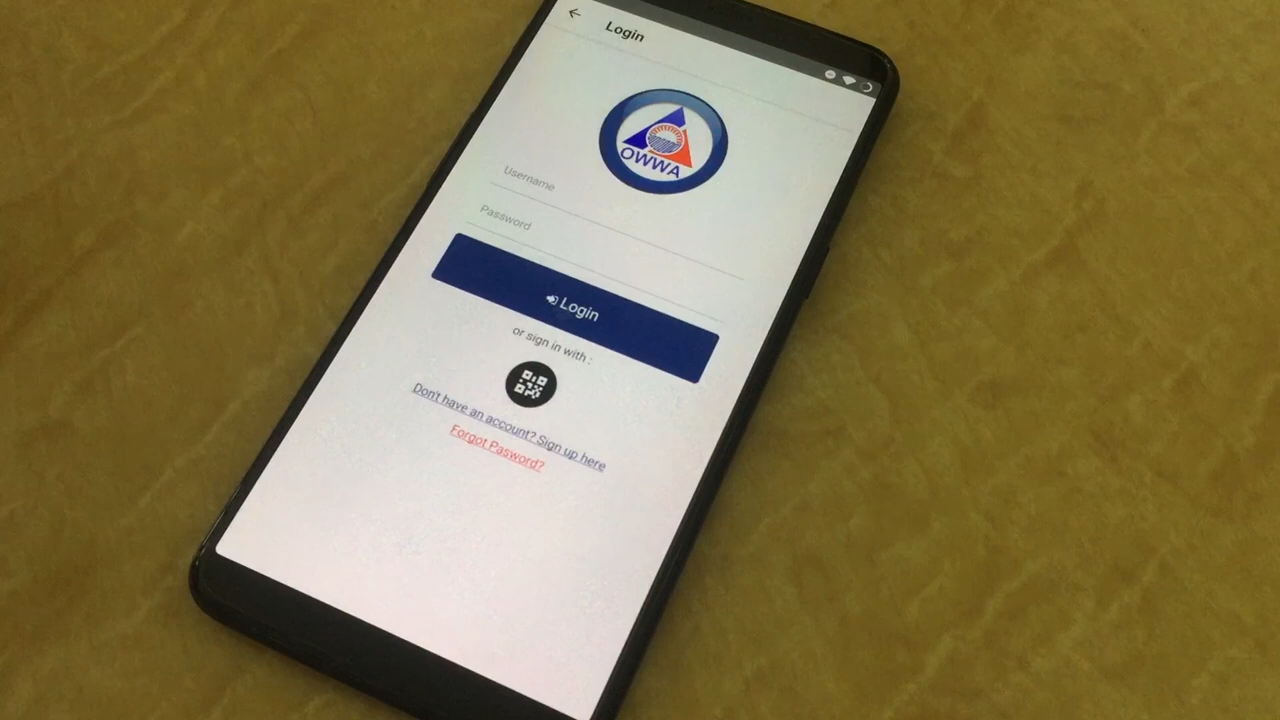 Login
OWWA
Username
Password
Login
or sign in with :
Don't have an account? Sign up here
Forgot Pasword?